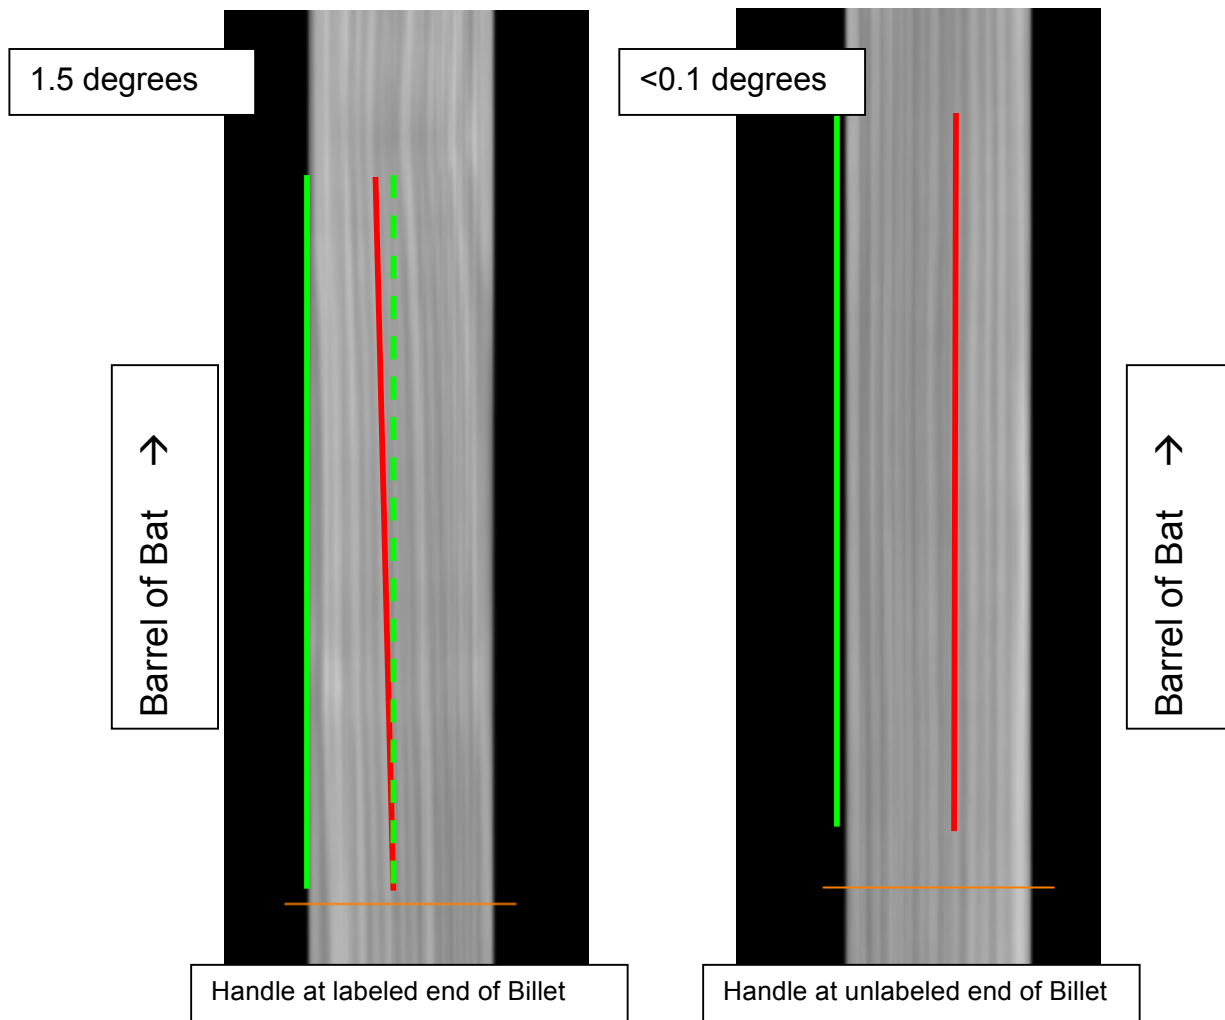 1.5 degrees
<0.1 degrees
Barrel of Bat →
Barrel of Bat →
Handle at labeled end of Billet
Handle at unlabeled end of Billet